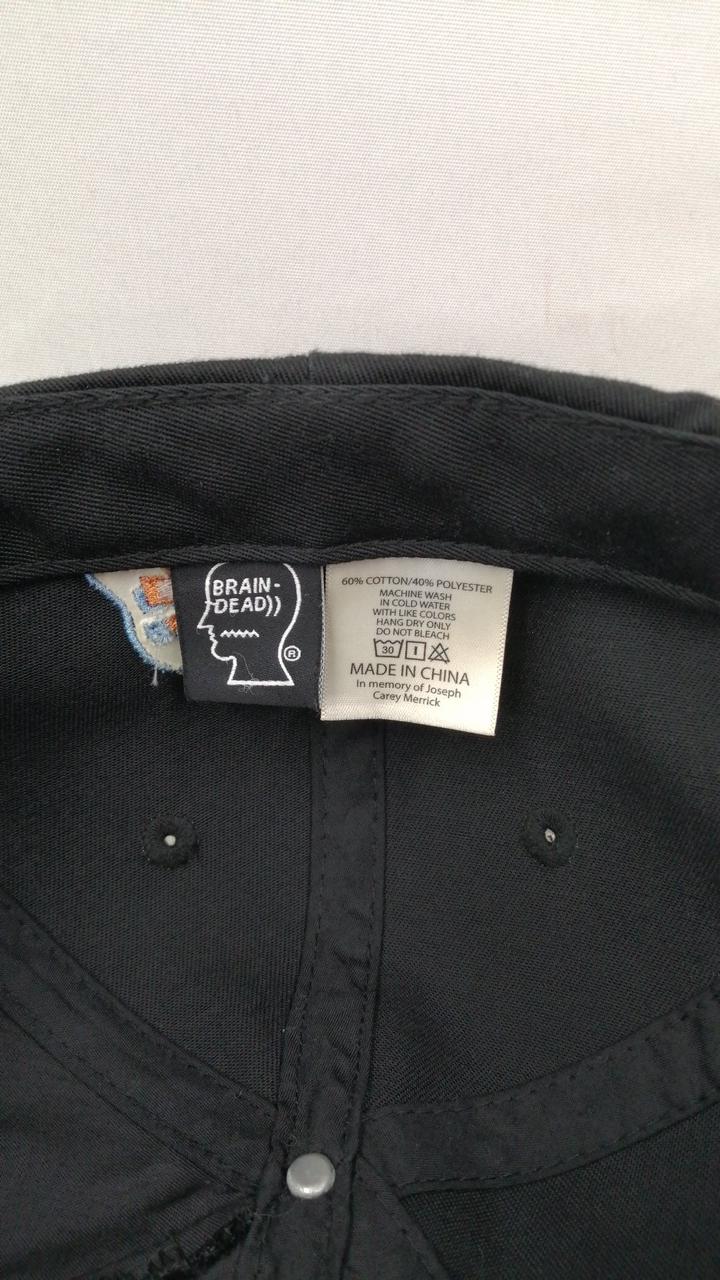 BRAIN-
DEAD))
®
60% COTTON/40% POLYESTER
MACHINE WASH
IN COLD WATER
WITH LIKE COLORS
HANG DRY ONLY
DO NOT BLEACH
30
MADE IN CHINA
In memory of Joseph
Carey Merrick